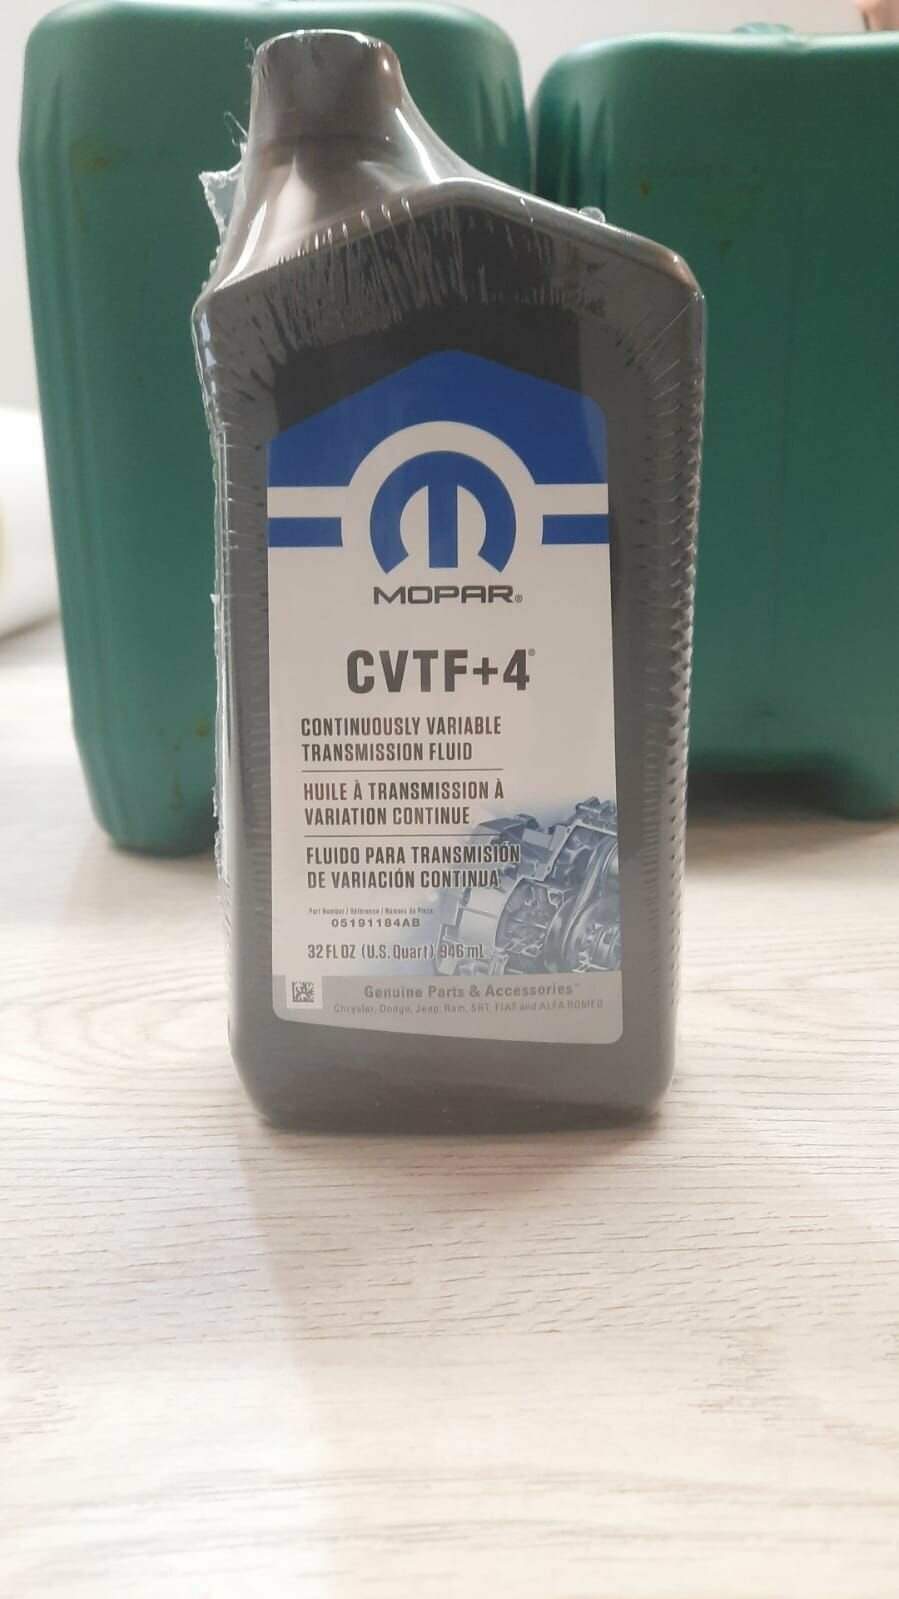 MOPAR®
CVTF+4®
CONTINUOUSLY VARIABLE
TRANSMISSION FLUID
HUILE À TRANSMISSION À
VARIATION CONTINUE
FLUIDO PARA TRANSMISIÓN
DE VARIACIÓN CONTINUA
Part Number / Référence / Número de Pieza:
05191184AB
32 FL OZ (U.S. Quart) 946 mL
Genuine Parts & Accessories™
Chrysler, Dodge, Jeep, Ram, SRT, FIAT and ALFA ROMEO